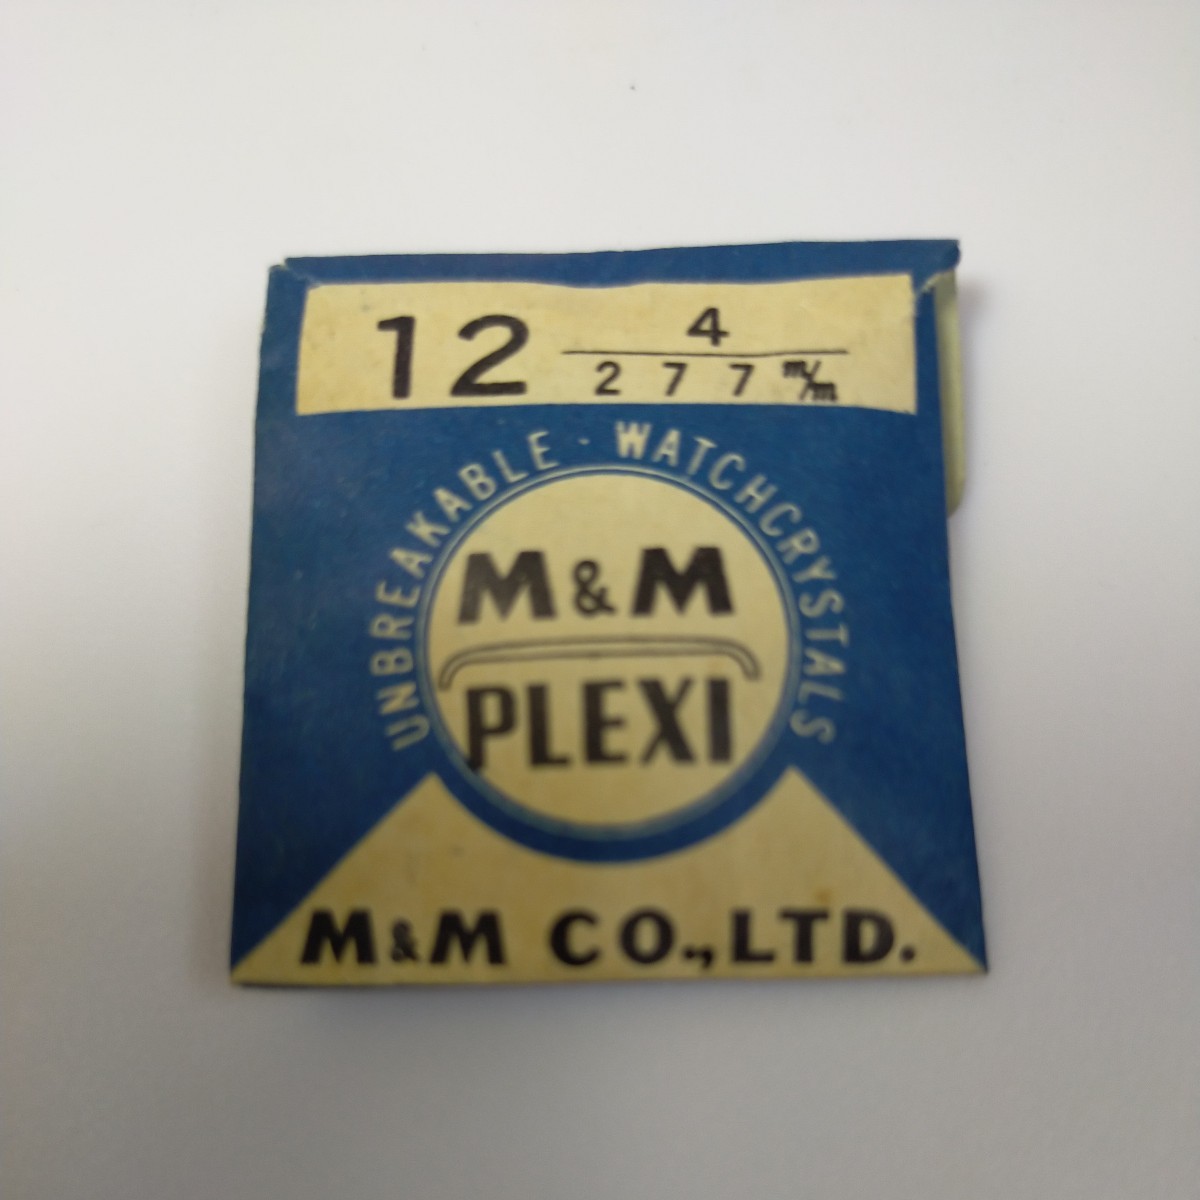 12 4/277 m/m
UNBREAKABLE · WATCHCRYSTALS
M&M
PLEXI
M&M CO., LTD.